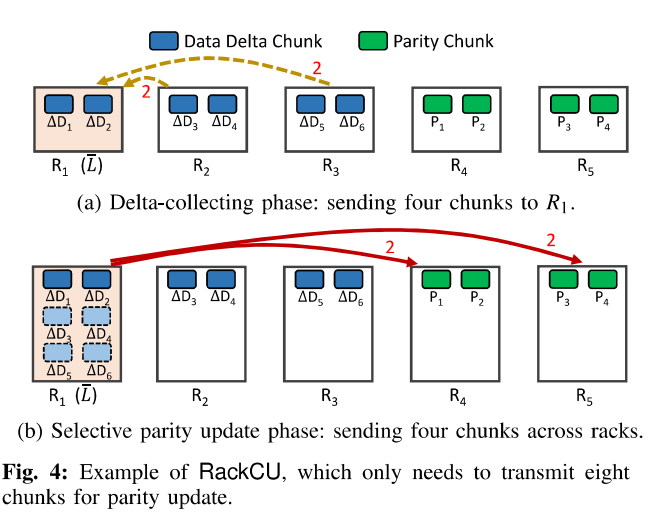 Data Delta Chunk
Parity Chunk
2
2
ΔD₁ ΔD₂
ΔD₃ ΔD₄
ΔD₅ ΔD₆
P₁ P₂
P₃ P₄
R₁ (L̅)
R₂
R₃
R₄
R₅
(a) Delta-collecting phase: sending four chunks to R₁.
2
2
ΔD₁ ΔD₂
ΔD₃ ΔD₄
ΔD₅ ΔD₆
P₁ P₂
P₃ P₄
ΔD₃ ΔD₄
ΔD₅ ΔD₆
R₁ (L̅)
R₂
R₃
R₄
R₅
(b) Selective parity update phase: sending four chunks across racks.
Fig. 4: Example of RackCU, which only needs to transmit eight
chunks for parity update.